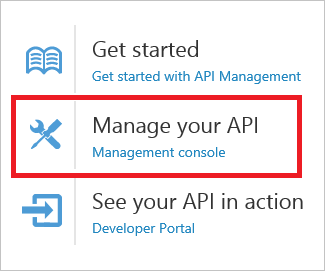 Get started
Get started with API Management
Manage your API
Management console
See your API in action
Developer Portal